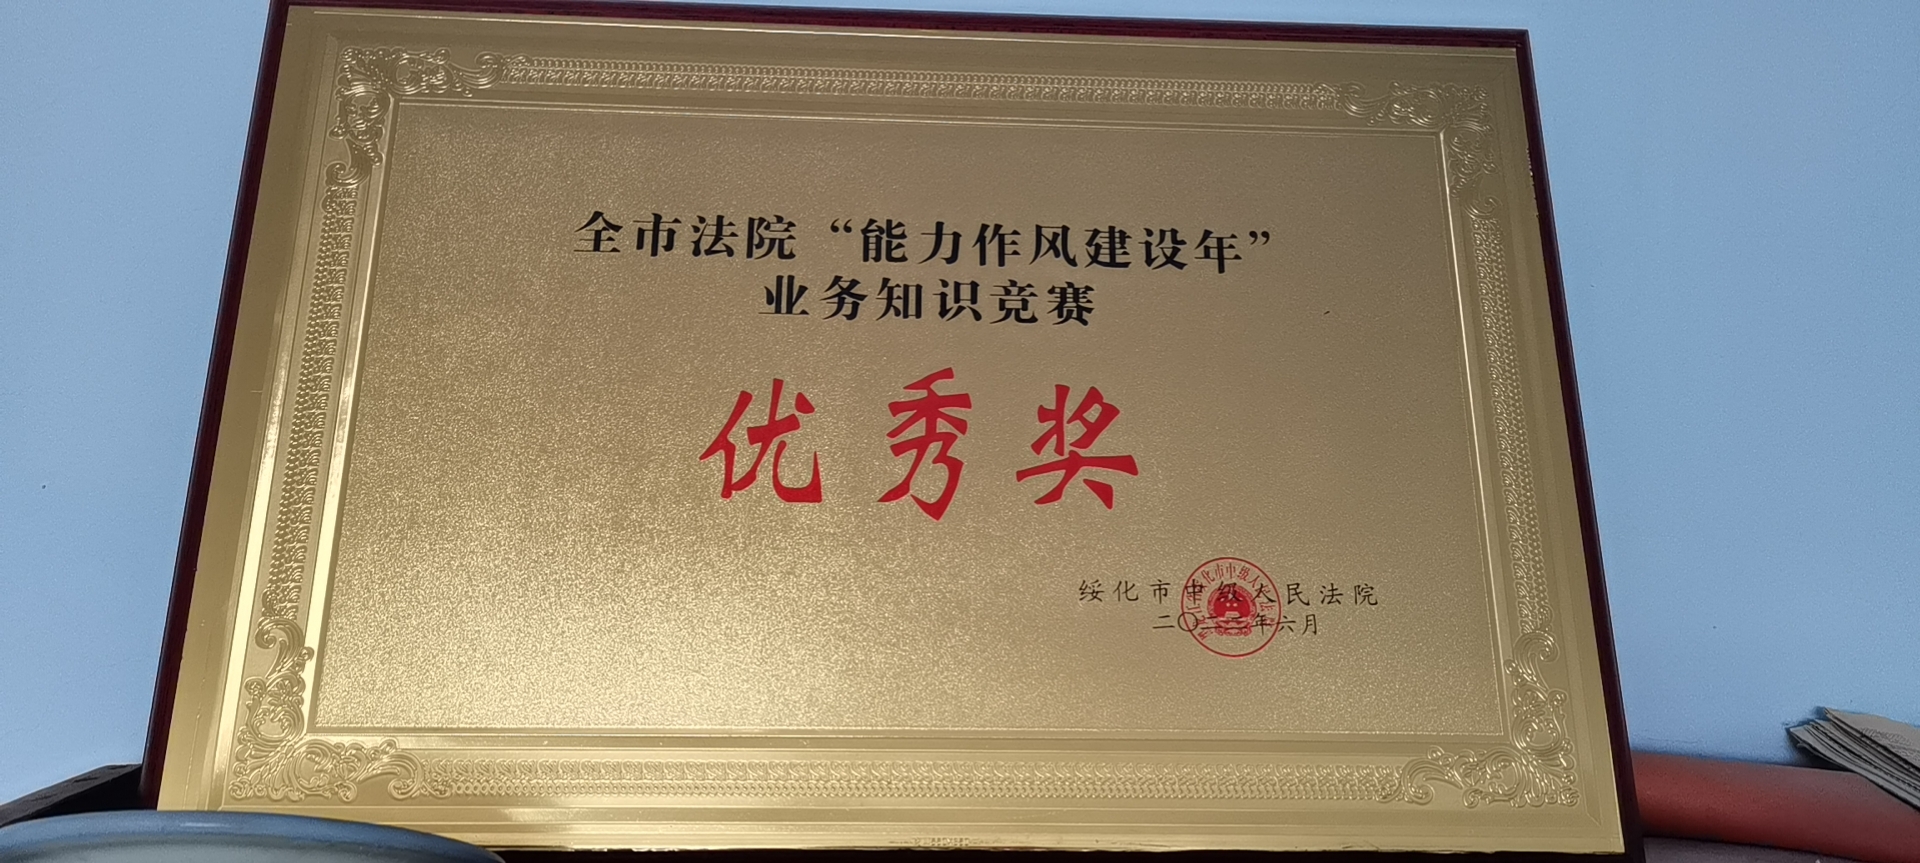 全市法院“能力作风建设年”
业务知识竞赛
优秀奖
绥化市中级人民法院
二〇二二年六月